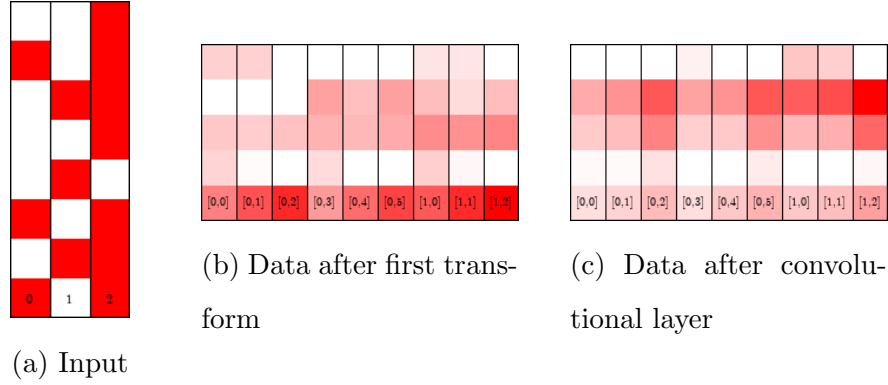 0 1 2
(a) Input
[0,0] [0,1] [0,2] [0,3] [0,4] [0,5] [1,0] [1,1] [1,2]
(b) Data after first trans-
form
[0,0] [0,1] [0,2] [0,3] [0,4] [0,5] [1,0] [1,1] [1,2]
(c) Data after convolu-
tional layer